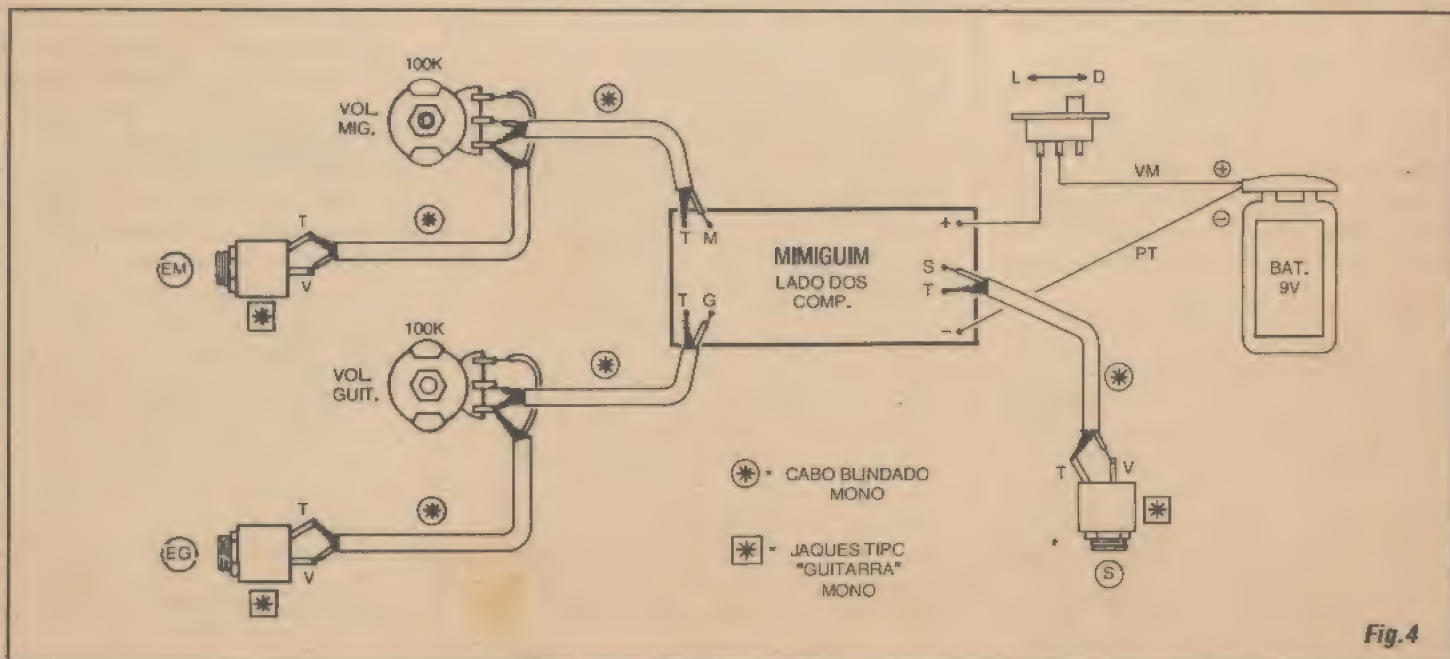 100K
VOL.
MIG.
T
V
EM
100K
VOL.
GUIT.
T
V
EG
T M
MIMIGUIM
LADO DOS
COMP.
T G
+
S
T
-
L D
VM
+
-
PT
BAT.
9V
T V
S
* - CABO BLINDADO
MONO
* - JAQUES TIPO
"GUITARRA"
MONO
Fig.4